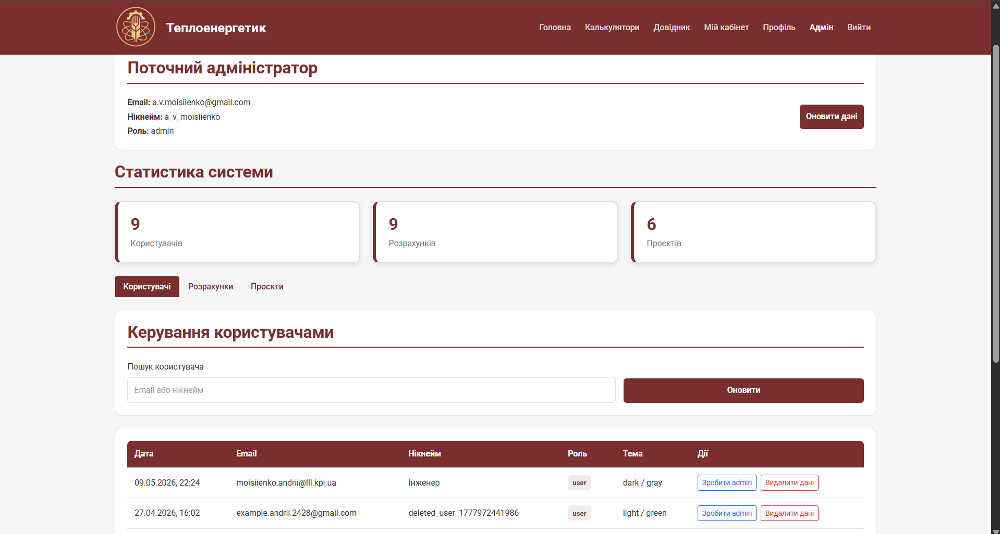 Теплоенергетик
Головна Калькулятори Довідник Мій кабінет Профіль Адмін Вийти
Поточний адміністратор
Email: a.v.moisiienko@gmail.com
Нікнейм: a_v_moisiienko
Роль: admin
Оновити дані
Статистика системи
9
Користувачів
9
Розрахунків
6
Проєктів
Користувачі Розрахунки Проєкти
Керування користувачами
Пошук користувача
Email або нікнейм
Оновити
Дата Email Нікнейм Роль Тема Дії
09.05.2026, 22:24 moisiienko.andrii@lll.kpi.ua Інженер user dark / gray Зробити admin Видалити дані
27.04.2026, 16:02 example.andrii.2428@gmail.com deleted_user_1777972441986 user light / green Зробити admin Видалити дані